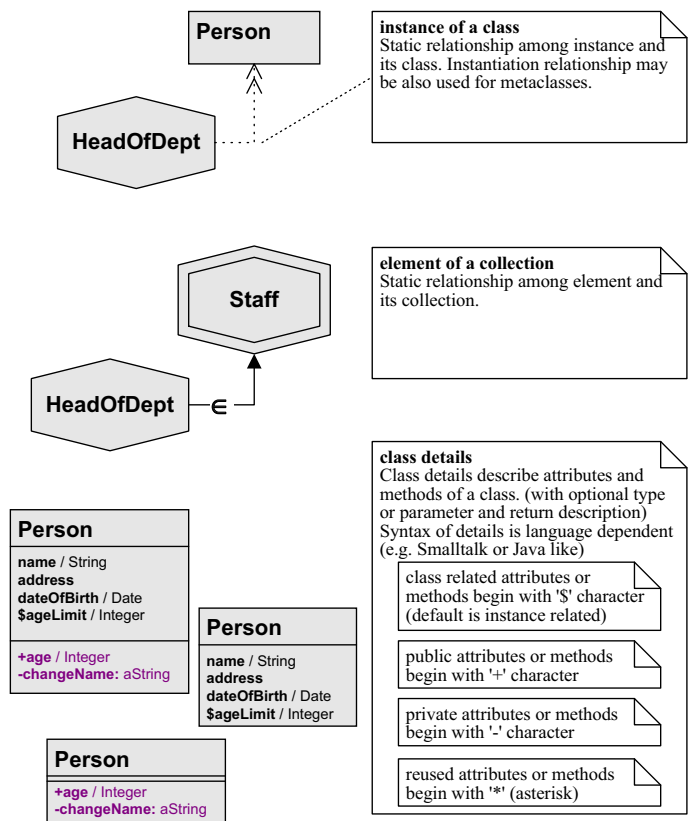 Person
instance of a class
Static relationship among instance and
its class. Instantiation relationship may
be also used for metaclasses.
HeadOfDept
element of a collection
Static relationship among element and
its collection.
Staff
HeadOfDept
∈
class details
Class details describe attributes and
methods of a class. (with optional type
or parameter and return description)
Syntax of details is language dependent
(e.g. Smalltalk or Java like)
class related attributes or
methods begin with '$' character
(default is instance related)
public attributes or methods
begin with '+' character
private attributes or methods
begin with '-' character
reused attributes or methods
begin with '*' (asterisk)
Person
name / String
address
dateOfBirth / Date
$ageLimit / Integer
+age / Integer
-changeName: aString
Person
name / String
address
dateOfBirth / Date
$ageLimit / Integer
Person
+age / Integer
-changeName: aString